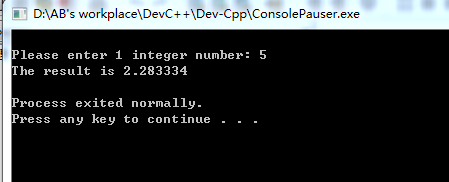 D:\AB's workplace\DevC++\Dev-Cpp\ConsolePauser.exe
Please enter 1 integer number: 5
The result is 2.283334
Process exited normally.
Press any key to continue . . .